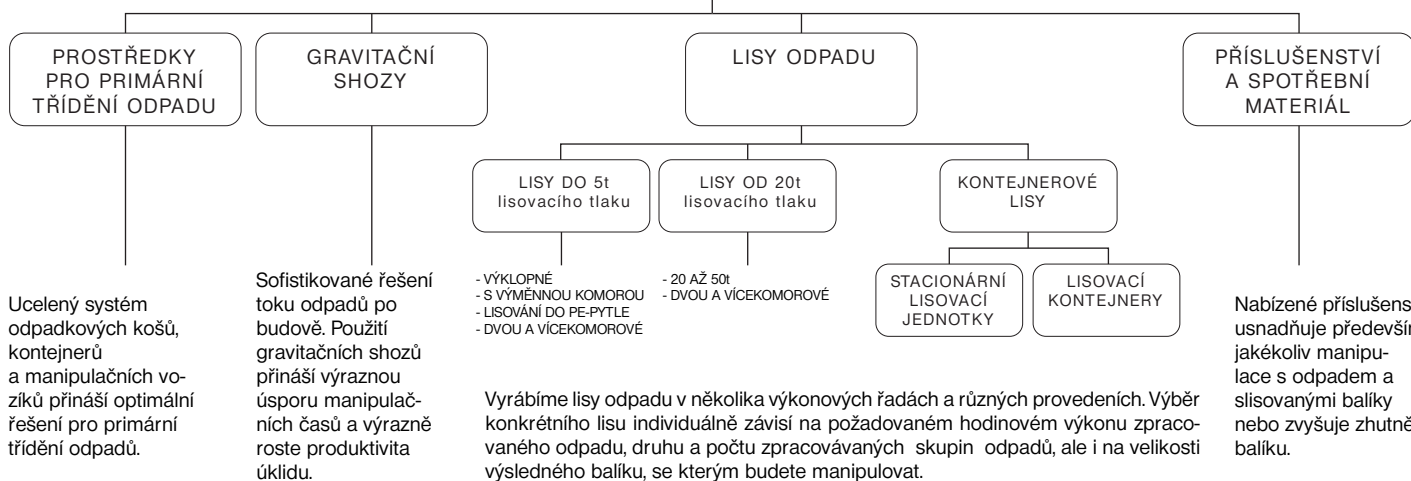 PROSTŘEDKY
PRO PRIMÁRNÍ
TŘÍDĚNÍ ODPADU
GRAVITAČNÍ
SHOZY
LISY ODPADU
PŘÍSLUŠENSTVÍ
A SPOTŘEBNÍ
MATERIÁL
LISY DO 5t
lisovacího tlaku
LISY OD 20t
lisovacího tlaku
KONTEJNEROVÉ
LISY
- VÝKLOPNÉ
- S VÝMĚNNOU KOMOROU
- LISOVÁNÍ DO PE-PYTLE
- DVOU A VÍCEKOMOROVÉ
- 20 AŽ 50t
- DVOU A VÍCEKOMOROVÉ
STACIONÁRNÍ
LISOVACÍ
JEDNOTKY
LISOVACÍ
KONTEJNERY
Ucelený systém
odpadkových košů,
kontejnerů
a manipulačních vo-
zíků přináší optimální
řešení pro primární
třídění odpadů.
Sofistikované řešení
toku odpadů po
budově. Použití
gravitačních shozů
přináší výraznou
úsporu manipulač-
ních časů a výrazně
roste produktivita
úklidu.
Vyrábíme lisy odpadu v několika výkonových řadách a různých provedeních. Výběr
konkrétního lisu individuálně závisí na požadovaném hodinovém výkonu zpraco-
vaného odpadu, druhu a počtu zpracovávaných skupin odpadů, ale i na velikosti
výsledného balíku, se kterým budete manipulovat.
Nabízené
usnadňuje
jakékoliv manipu-
lace s odpadem a
slisovanými balíky
nebo zvyšuje
balíku.